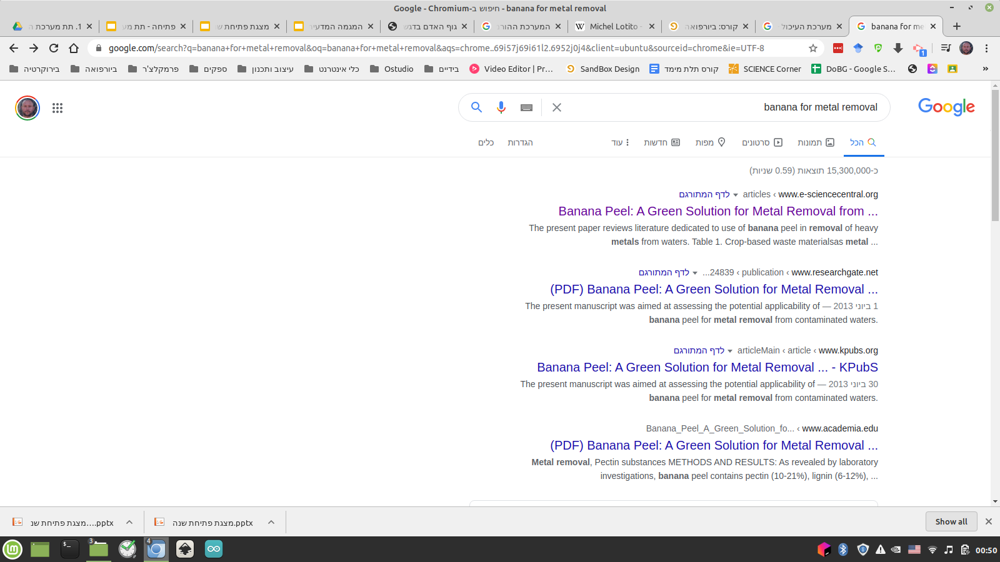 banana for metal removal - חיפוש ב-Google - Chromium
1. תת מערכת ה
פתיחה - תת מע
מצגת פתיחת ש
המגמה המדעי
גוף האדם בדגש
המערכת ההור
Michel Lotito -
קורס: ביורפואה
מערכת העיכול
banana for me
google.com/search?q=banana+for+metal+removal&oq=banana+for+metal+removal&aqs=chrome..69i57j69i61l2.6952j0j4&client=ubuntu&sourceid=chrome&ie=UTF-8
1
בירוקרטיה
ביורפואה
פרמקלצ'ר
ספקים
עיצוב ותכנון
כלי אינטרנט
Ostudio
בידיים
Video Editor | Pr...
SandBox Design
קורס תלת מימד
SCIENCE Corner
DoBG - Google S...
»
banana for metal removal
Google
הכל
תמונות
סרטונים
מפות
חדשות
עוד
הגדרות
כלים
כ-15,300,000 תוצאות (0.59 שניות)
לדף המתורגם articles ‹ www.e-sciencecentral.org
Banana Peel: A Green Solution for Metal Removal from ...
The present paper reviews literature dedicated to use of banana peel in removal of heavy
metals from waters. Table 1. Crop-based waste materialsas metal ...
לדף המתורגם ...24839 ‹ publication ‹ www.researchgate.net
(PDF) Banana Peel: A Green Solution for Metal Removal ...
The present manuscript was aimed at assessing the potential applicability of — 1 ביוני 2013
banana peel for metal removal from contaminated waters.
לדף המתורגם articleMain ‹ article ‹ www.kpubs.org
Banana Peel: A Green Solution for Metal Removal ... - KPubS
The present manuscript was aimed at assessing the potential applicability of — 30 ביוני 2013
banana peel for metal removal from contaminated waters.
Banana_Peel_A_Green_Solution_fo... ‹ www.academia.edu
(PDF) Banana Peel: A Green Solution for Metal Removal ...
Metal removal, Pectin substances METHODS AND RESULTS: As revealed by laboratory
investigations, banana peel contains pectin (10-21%), lignin (6-12%), ...
מצגת פתיחת שנ....pptx
מצגת פתיחת שנה.pptx
Show all
3
4
00:50